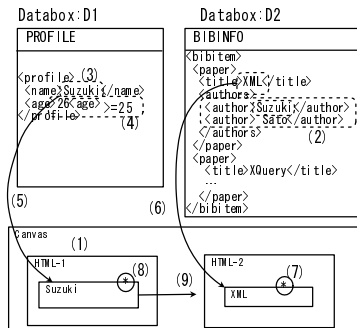 Databox:D1
PROFILE
<profile> (3)
<name>Suzuki</name>
<age>26<age> >=25
</profile> (4)
Databox:D2
BIBINFO
<bibitem>
<paper>
<title>XML</title>
<authors>
<author>Suzuki</author>
<author> Sato</author>
</authors> (2)
</paper>
<paper>
<title>XQuery</title>
...
</paper>
</bibitem>
(5)
(6)
Canvas
(1)
HTML-1
* (8)
Suzuki
(9)
HTML-2
* (7)
XML